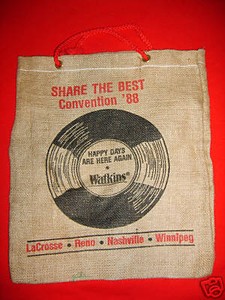 SHARE THE BEST
Convention '88
HAPPY DAYS
ARE HERE AGAIN
Watkins®
LaCrosse • Reno • Nashville • Winnipeg